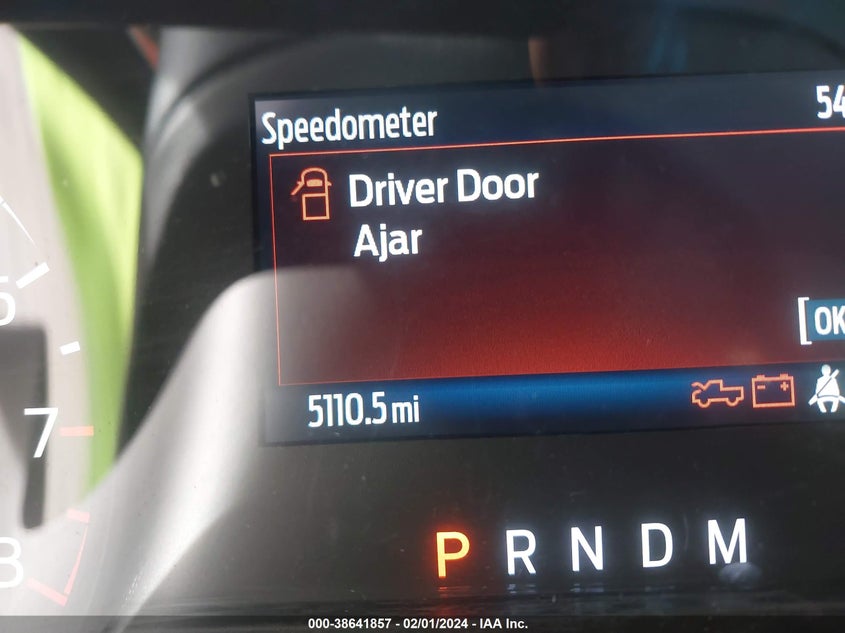 Speedometer
54
Driver Door
Ajar
[OK
5110.5 mi
7
P R N D M
000-38641857 - 02/01/2024 - IAA Inc.